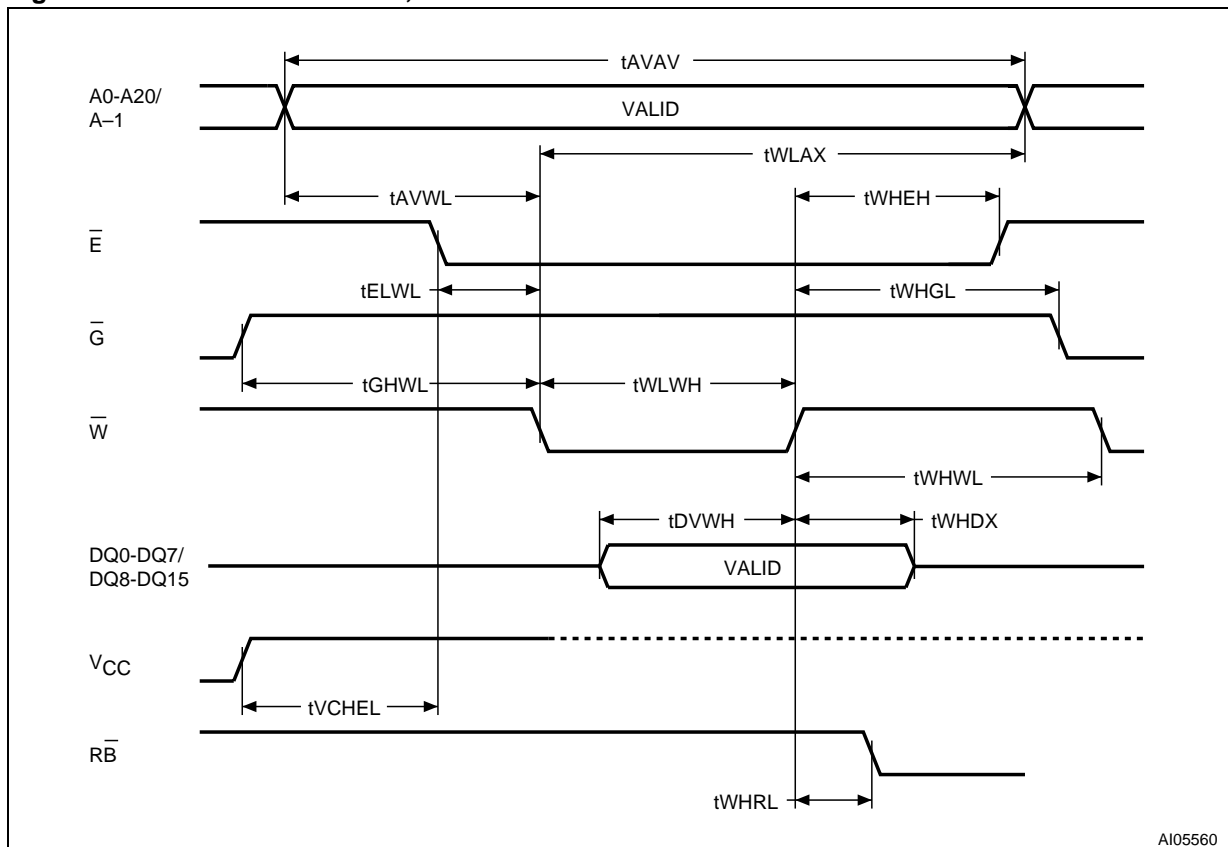 tAVAV
A0-A20/
A–1
VALID
tWLAX
tAVWL
tWHEH
E̅
tELWL
tWHGL
G̅
tGHWL
tWLWH
W̅
tWHWL
tDVWH
tWHDX
DQ0-DQ7/
DQ8-DQ15
VALID
VCC
tVCHEL
RB̅
tWHRL
AI05560